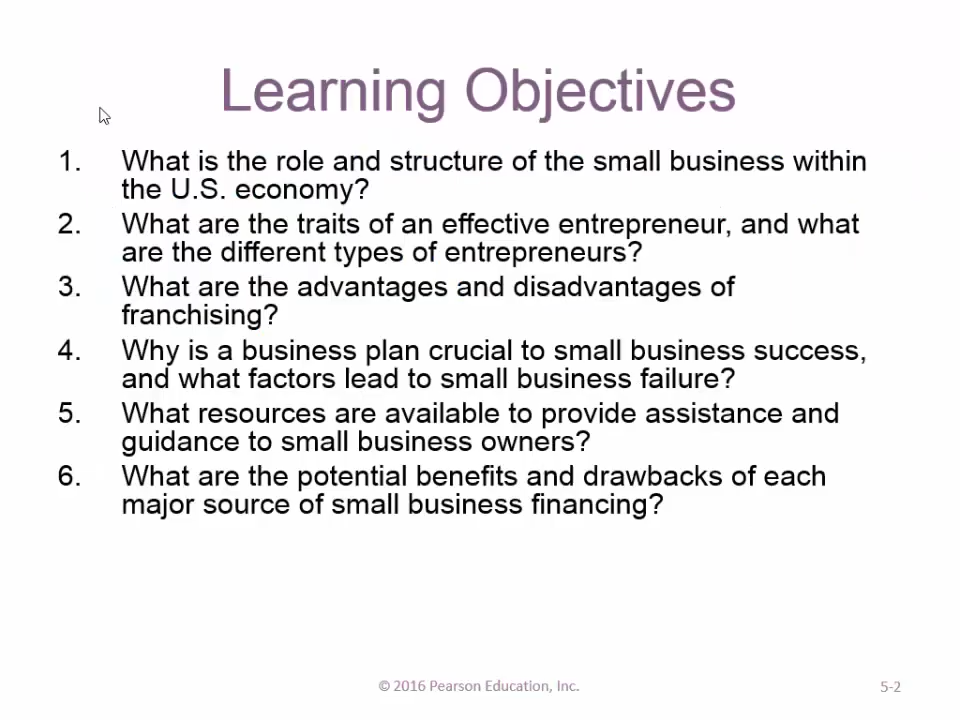 Learning Objectives
1. What is the role and structure of the small business within
the U.S. economy?
2. What are the traits of an effective entrepreneur, and what
are the different types of entrepreneurs?
3. What are the advantages and disadvantages of
franchising?
4. Why is a business plan crucial to small business success,
and what factors lead to small business failure?
5. What resources are available to provide assistance and
guidance to small business owners?
6. What are the potential benefits and drawbacks of each
major source of small business financing?
© 2016 Pearson Education, Inc.
5-2